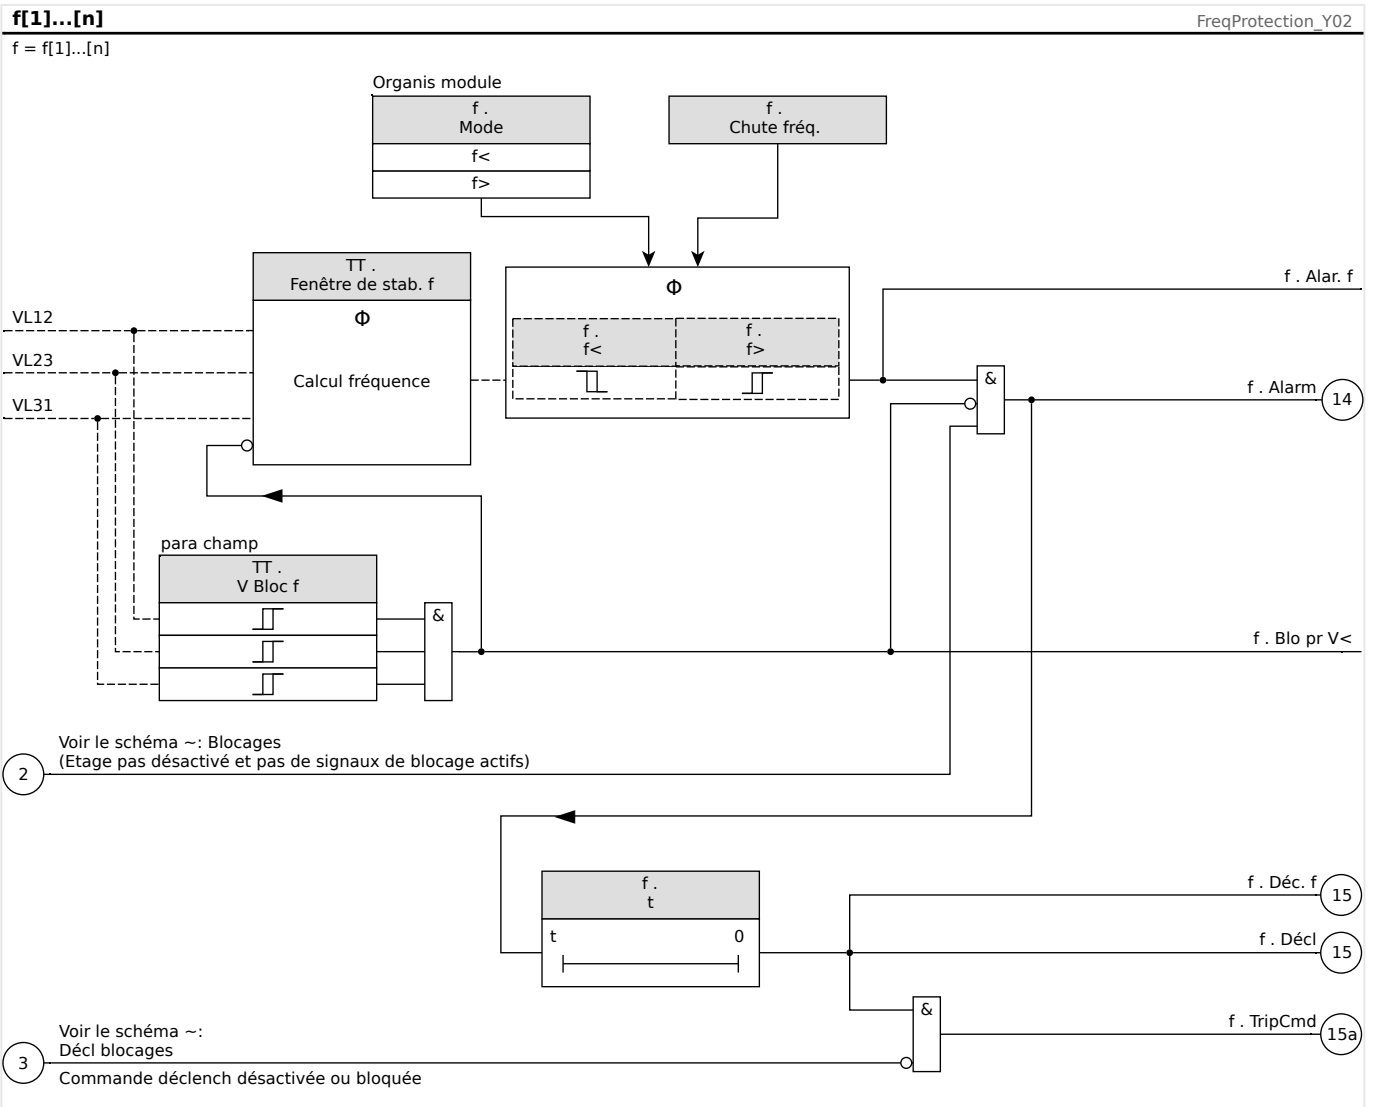 f[1]...[n]
FreqProtection_Y02
f = f[1]...[n]
Organis module
f .
Mode
f<
f>
f .
Chute fréq.
TT .
Fenêtre de stab. f
Φ
Calcul fréquence
VL12
VL23
VL31
Φ
f .
f<
f .
f>
f . Alar. f
&
f . Alarm
14
para champ
TT .
V Bloc f
&
f . Blo pr V<
Voir le schéma ~: Blocages
(Etage pas désactivé et pas de signaux de blocage actifs)
2
f .
t
t
0
f . Déc. f
15
f . Décl
15
&
f . TripCmd
15a
Voir le schéma ~:
Décl blocages
3
Commande déclench désactivée ou bloquée